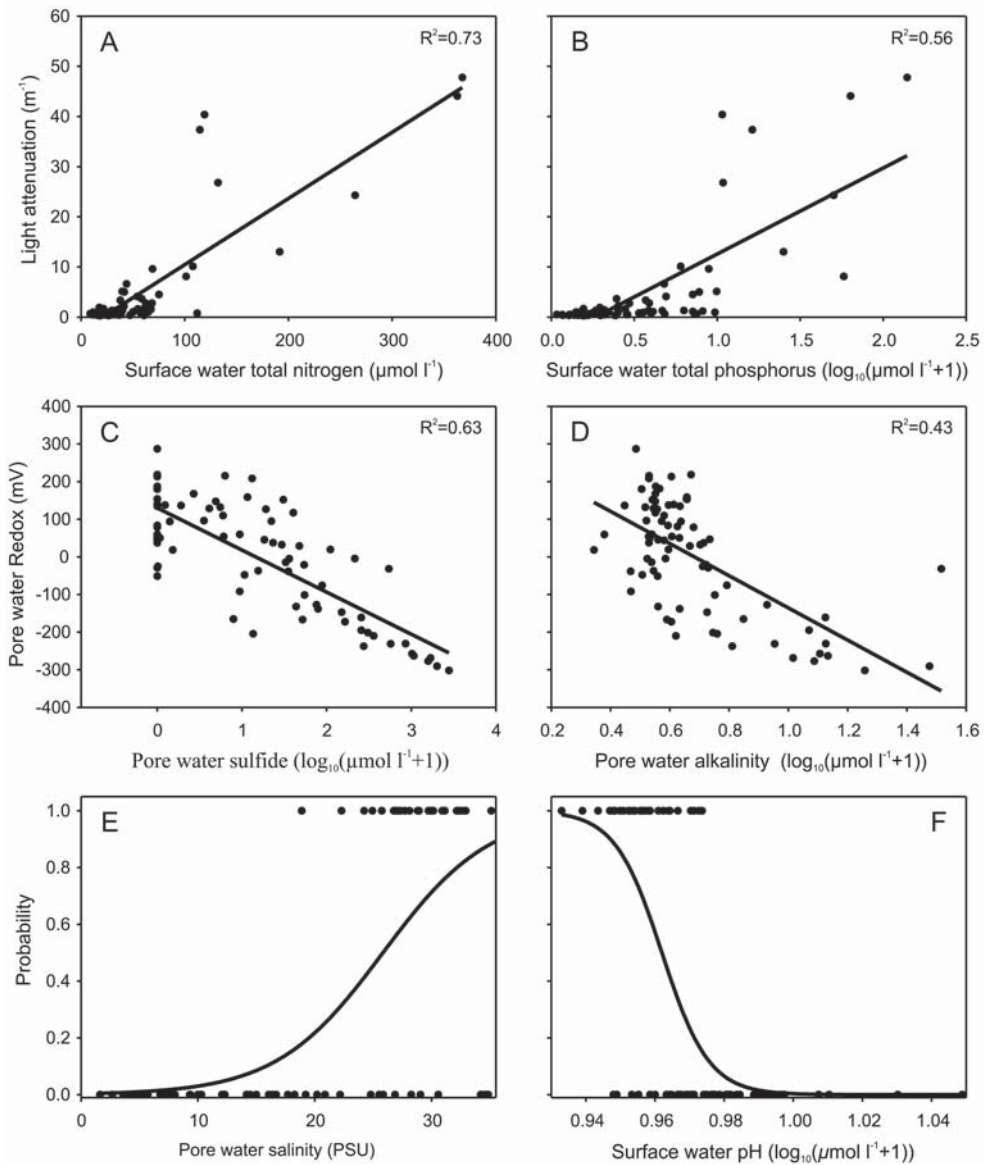 A
R²=0.73
B
R²=0.56
Light attenuation (m⁻¹)
60
50
40
30
20
10
0
0 100 200 300 400
0.0 0.5 1.0 1.5 2.0 2.5
Surface water total nitrogen (µmol l⁻¹)
Surface water total phosphorus (log₁₀(µmol l⁻¹+1))
C
R²=0.63
D
R²=0.43
Pore water Redox (mV)
400
300
200
100
0
-100
-200
-300
-400
0 1 2 3 4
0.2 0.4 0.6 0.8 1.0 1.2 1.4 1.6
Pore water sulfide (log₁₀(µmol l⁻¹+1))
Pore water alkalinity (log₁₀(µmol l⁻¹+1))
E
F
Probability
1.0
0.8
0.6
0.4
0.2
0.0
0 10 20 30
0.94 0.96 0.98 1.00 1.02 1.04
Pore water salinity (PSU)
Surface water pH (log₁₀(µmol l⁻¹+1))